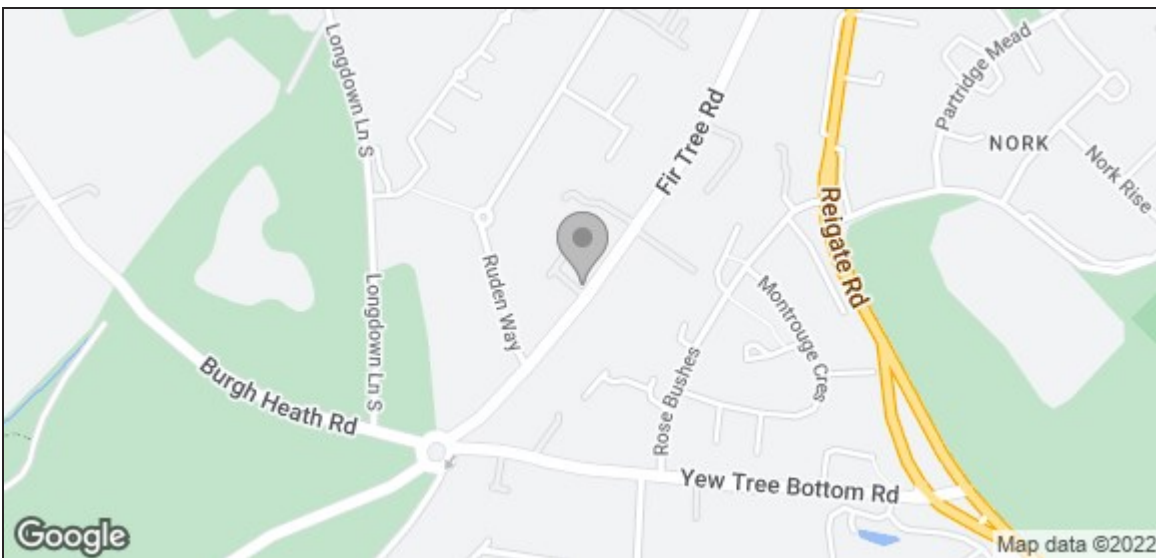 Longdown Ln S
Fir Tree Rd
Partridge Mead
NORK
Nork Rise
Reigate Rd
Ruden Way
Longdown Ln S
Montrouge Cres
Rose Bushes
Burgh Heath Rd
Yew Tree Bottom Rd
Google
Map data ©2022